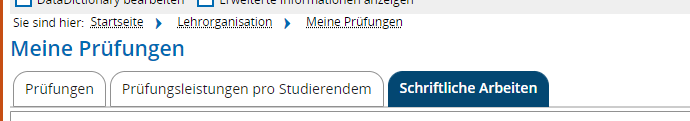 DataDictionary bearbeiten Erweiterte Informationen anzeigen
Sie sind hier: Startseite Lehrorganisation Meine Prüfungen
Meine Prüfungen
Prüfungen Prüfungsleistungen pro Studierendem Schriftliche Arbeiten